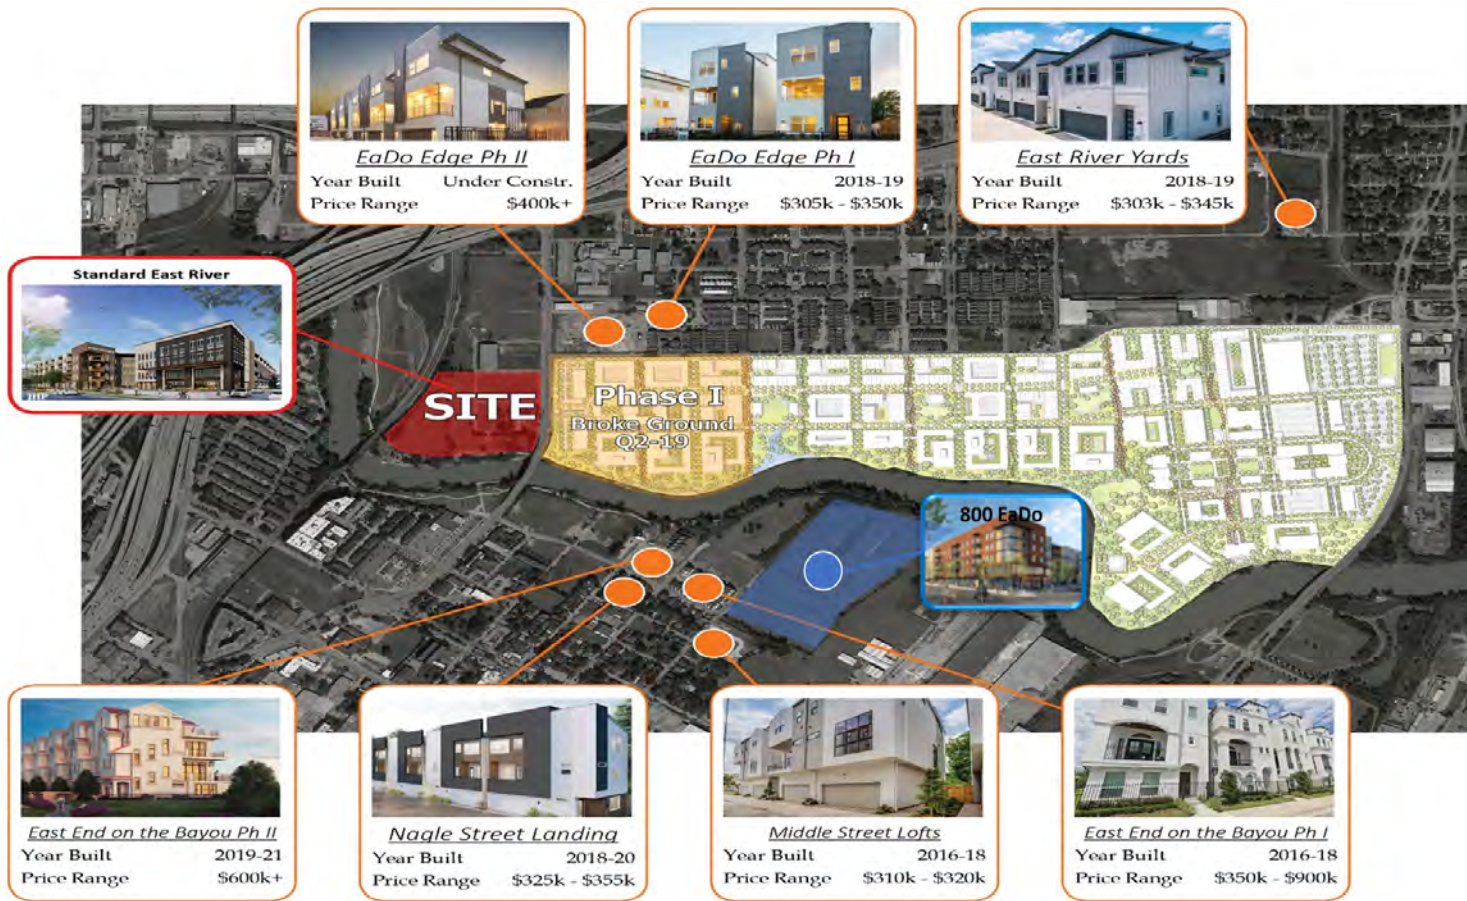 EaDo Edge Ph II
Year Built Under Constr.
Price Range $400k+
EaDo Edge Ph I
Year Built 2018-19
Price Range $305k - $350k
East River Yards
Year Built 2018-19
Price Range $303k - $345k
Standard East River
SITE
Phase I
Broke Ground
Q2-19
800 EaDo
East End on the Bayou Ph II
Year Built 2019-21
Price Range $600k+
Nagle Street Landing
Year Built 2018-20
Price Range $325k - $355k
Middle Street Lofts
Year Built 2016-18
Price Range $310k - $320k
East End on the Bayou Ph I
Year Built 2016-18
Price Range $350k - $900k